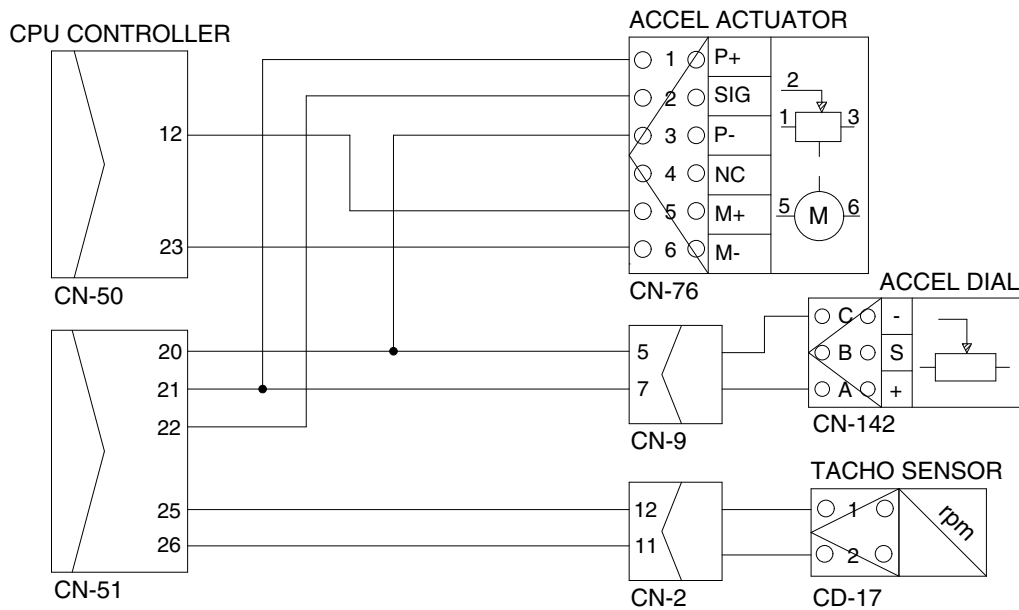 CPU CONTROLLER
12
23
CN-50
20
21
22
25
26
CN-51
ACCEL ACTUATOR
1 P+
2 SIG
3 P-
4 NC
5 M+
6 M-
2
1 3
5 M 6
CN-76
5
7
CN-9
ACCEL DIAL
C -
B S
A +
CN-142
12
11
CN-2
TACHO SENSOR
1
2
rpm
CD-17